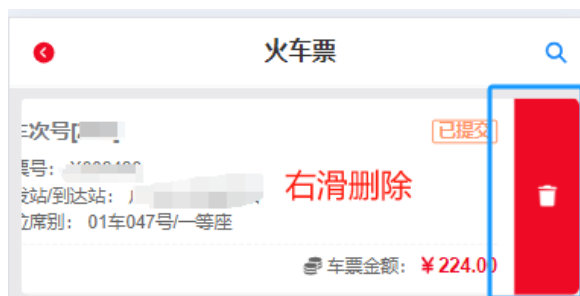 火车票
车次号[
已提交
票号：
右滑删除
发站/到达站：
位席别： 01车047号/一等座
车票金额： ￥224.00